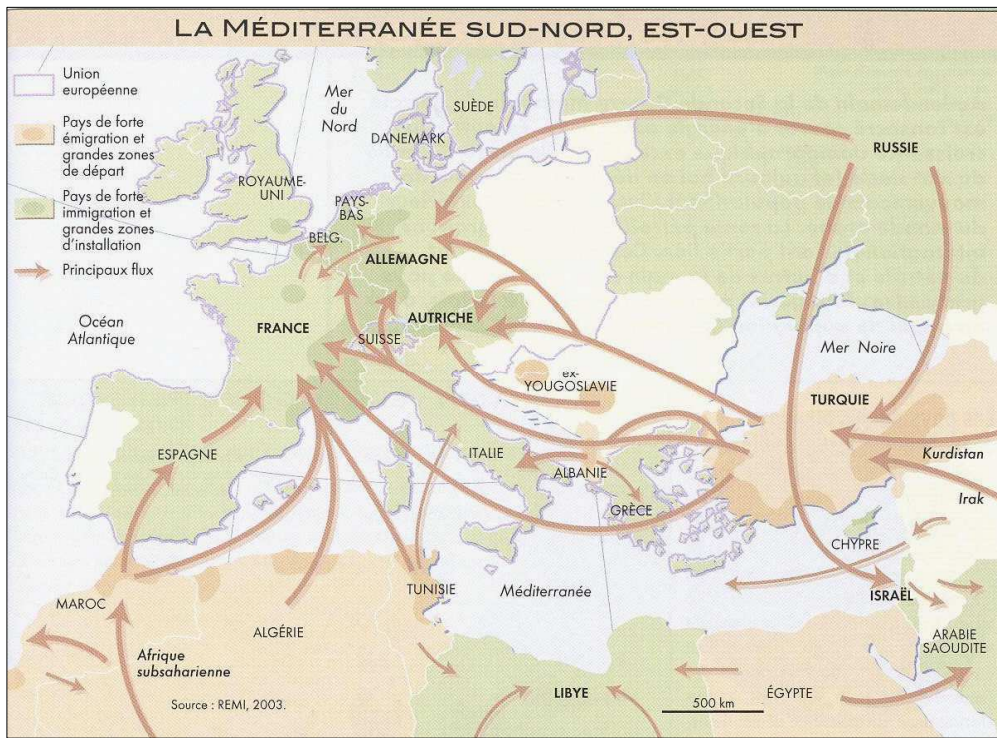 LA MÉDITERRANÉE SUD-NORD, EST-OUEST
Union
européenne
Pays de forte
émigration et
grandes zones
de départ
Pays de forte
immigration et
grandes zones
d'installation
Principaux flux
Mer
du
Nord
SUÈDE
DANEMARK
RUSSIE
ROYAUME-
UNI
PAYS-
BAS
BELG.
ALLEMAGNE
Océan
Atlantique
FRANCE
AUTRICHE
SUISSE
Mer Noire
ex-
YOUGOSLAVIE
TURQUIE
ESPAGNE
ITALIE
ALBANIE
Kurdistan
GRÈCE
Irak
CHYPRE
MAROC
TUNISIE
Méditerranée
ISRAËL
ALGÉRIE
ARABIE
SAOUDITE
Afrique
subsaharienne
LIBYE
ÉGYPTE
Source : REMI, 2003.
500 km